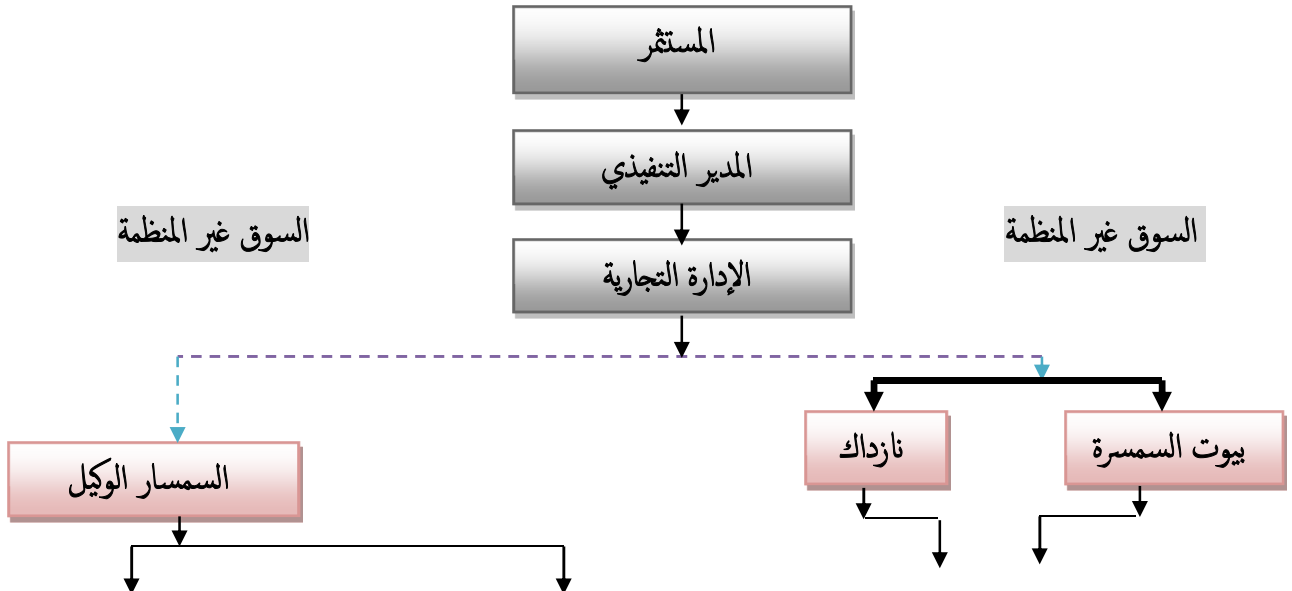 المستثمر
المدير التنفيذي
السوق غير المنظمة
السوق غير المنظمة
الإدارة التجارية
بيوت السمسرة
نازداك
السمسار الوكيل